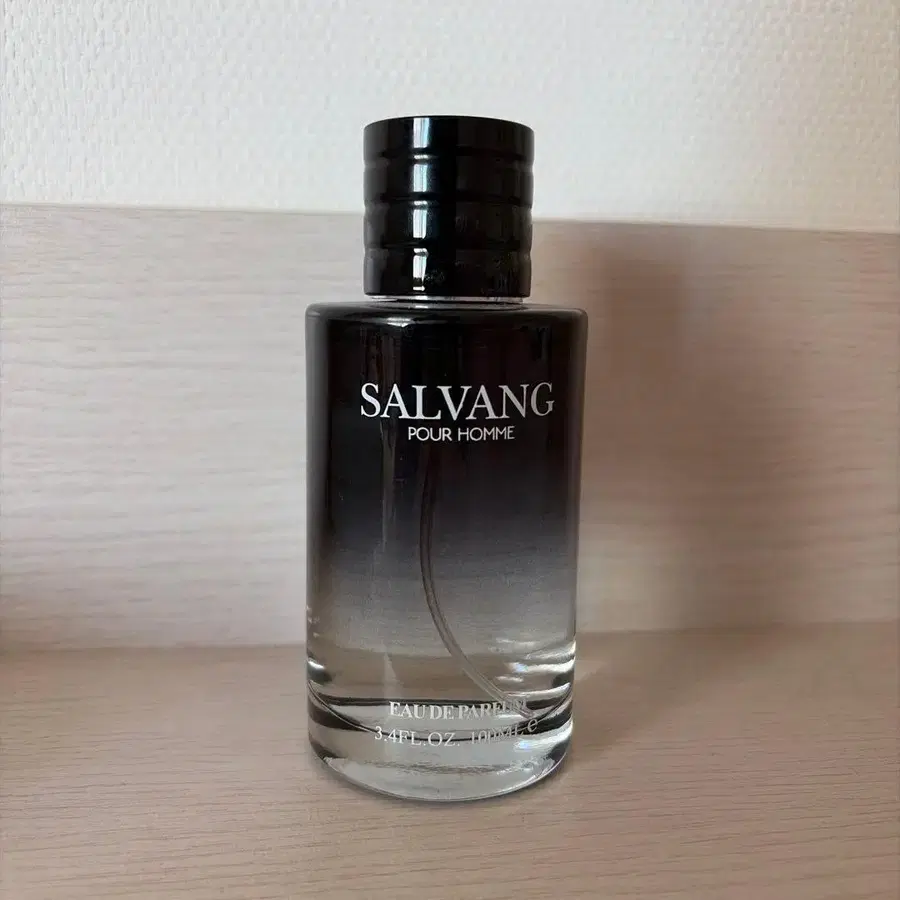 SALVANG
POUR HOMME
EAU DE PARFUM
3.4FL.OZ. 100ML e